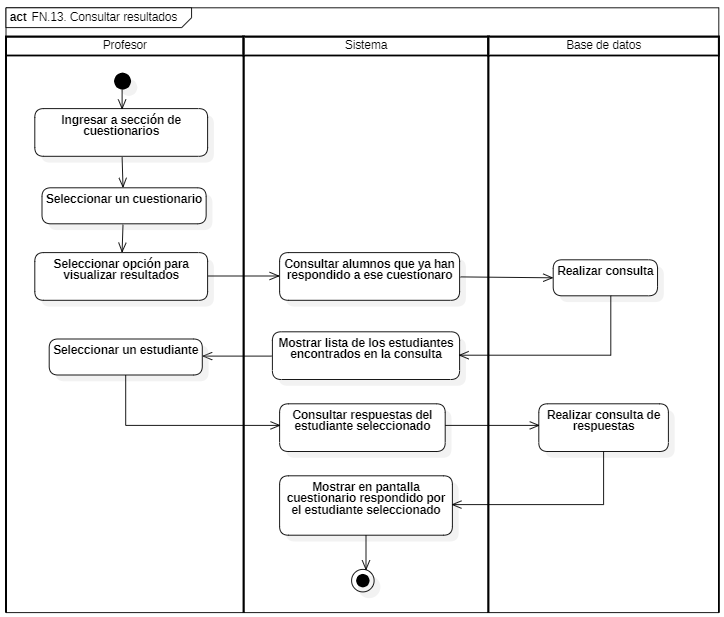 act FN.13. Consultar resultados
Profesor
Sistema
Base de datos
Ingresar a sección de
cuestionarios
Seleccionar un cuestionario
Seleccionar opción para
visualizar resultados
Consultar alumnos que ya han
respondido a ese cuestionaro
Realizar consulta
Mostrar lista de los estudiantes
encontrados en la consulta
Seleccionar un estudiante
Consultar respuestas del
estudiante seleccionado
Realizar consulta de
respuestas
Mostrar en pantalla
cuestionario respondido por
el estudiante seleccionado